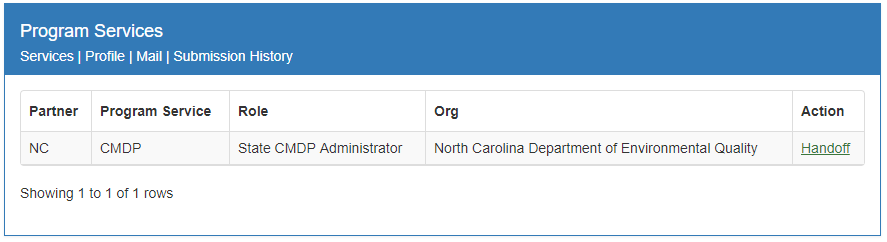 Program Services
Services | Profile | Mail | Submission History
Partner Program Service Role Org Action
NC CMDP State CMDP Administrator North Carolina Department of Environmental Quality Handoff
Showing 1 to 1 of 1 rows